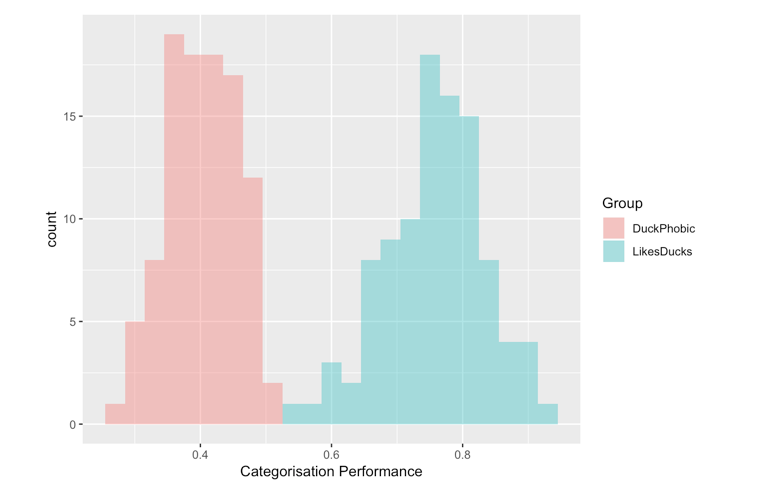 15
10
5
0
count
0.4 0.6 0.8
Categorisation Performance
Group
DuckPhobic
LikesDucks